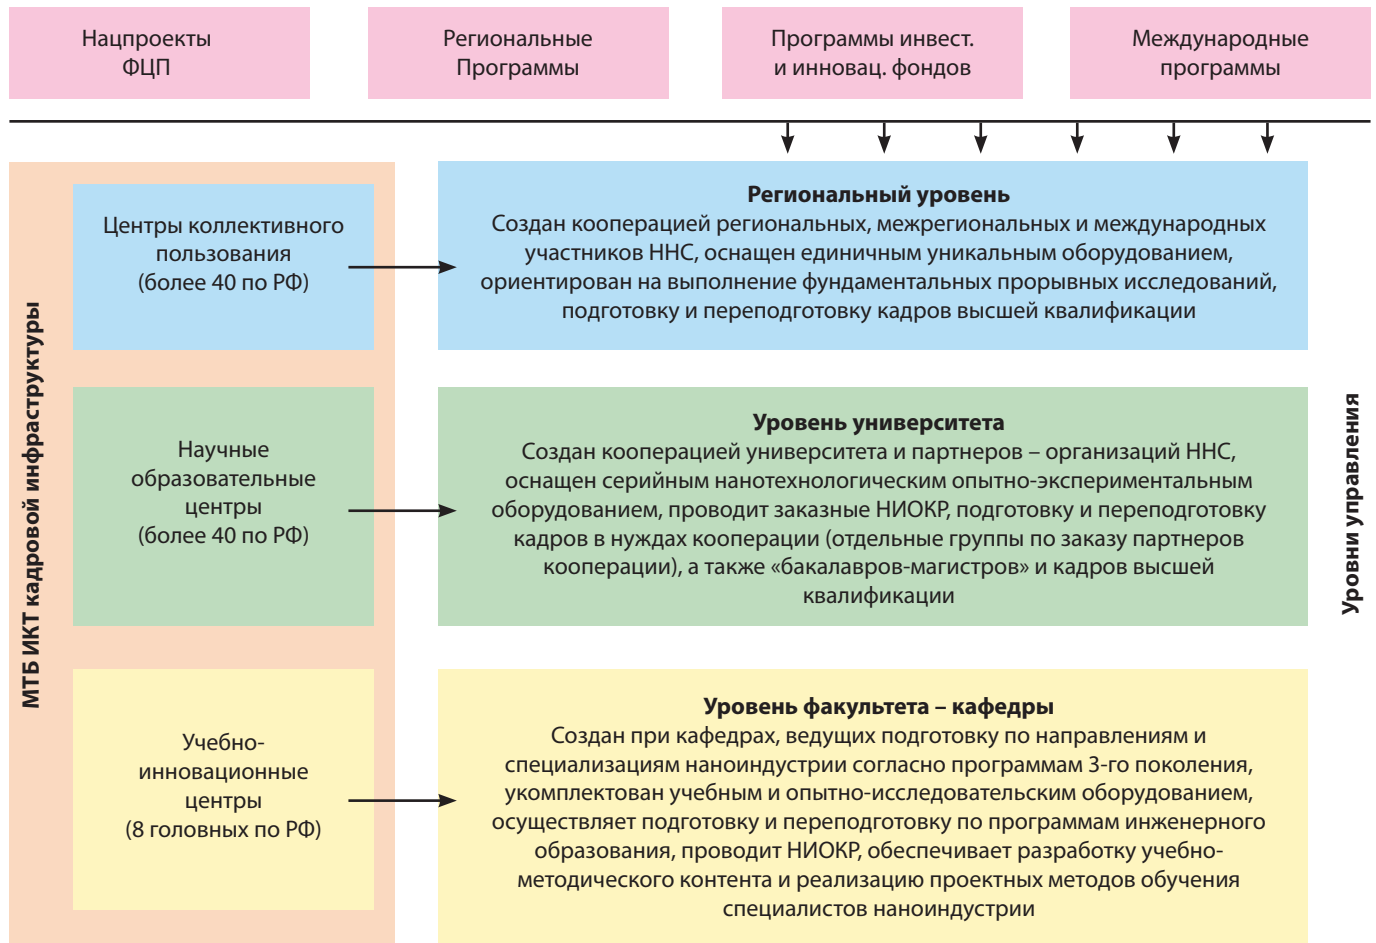 Нацпроекты
ФЦП
Региональные
Программы
Программы инвест.
и инновац. фондов
Международные
программы
МТБ ИКТ кадровой инфраструктуры
Центры коллективного
пользования
(более 40 по РФ)
Региональный уровень
Создан кооперацией региональных, межрегиональных и международных
участников ННС, оснащен единичным уникальным оборудованием,
ориентирован на выполнение фундаментальных прорывных исследований,
подготовку и переподготовку кадров высшей квалификации
Научные
образовательные
центры
(более 40 по РФ)
Уровень университета
Создан кооперацией университета и партнеров – организаций ННС,
оснащен серийным нанотехнологическим опытно-экспериментальным
оборудованием, проводит заказные НИОКР, подготовку и переподготовку
кадров в нуждах кооперации (отдельные группы по заказу партнеров
кооперации), а также «бакалавров-магистров» и кадров высшей
квалификации
Учебно-
инновационные
центры
(8 головных по РФ)
Уровень факультета – кафедры
Создан при кафедрах, ведущих подготовку по направлениям и
специализациям наноиндустрии согласно программам 3-го поколения,
укомплектован учебным и опытно-исследовательским оборудованием,
осуществляет подготовку и переподготовку по программам инженерного
образования, проводит НИОКР, обеспечивает разработку учебно-
методического контента и реализацию проектных методов обучения
специалистов наноиндустрии
Уровни управления